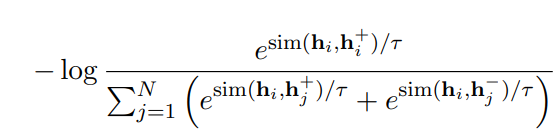 − log e^{sim(h_i,h_i^+)/τ} / ∑_{j=1}^N ( e^{sim(h_i,h_j^+)/τ} + e^{sim(h_i,h_j^−)/τ} )